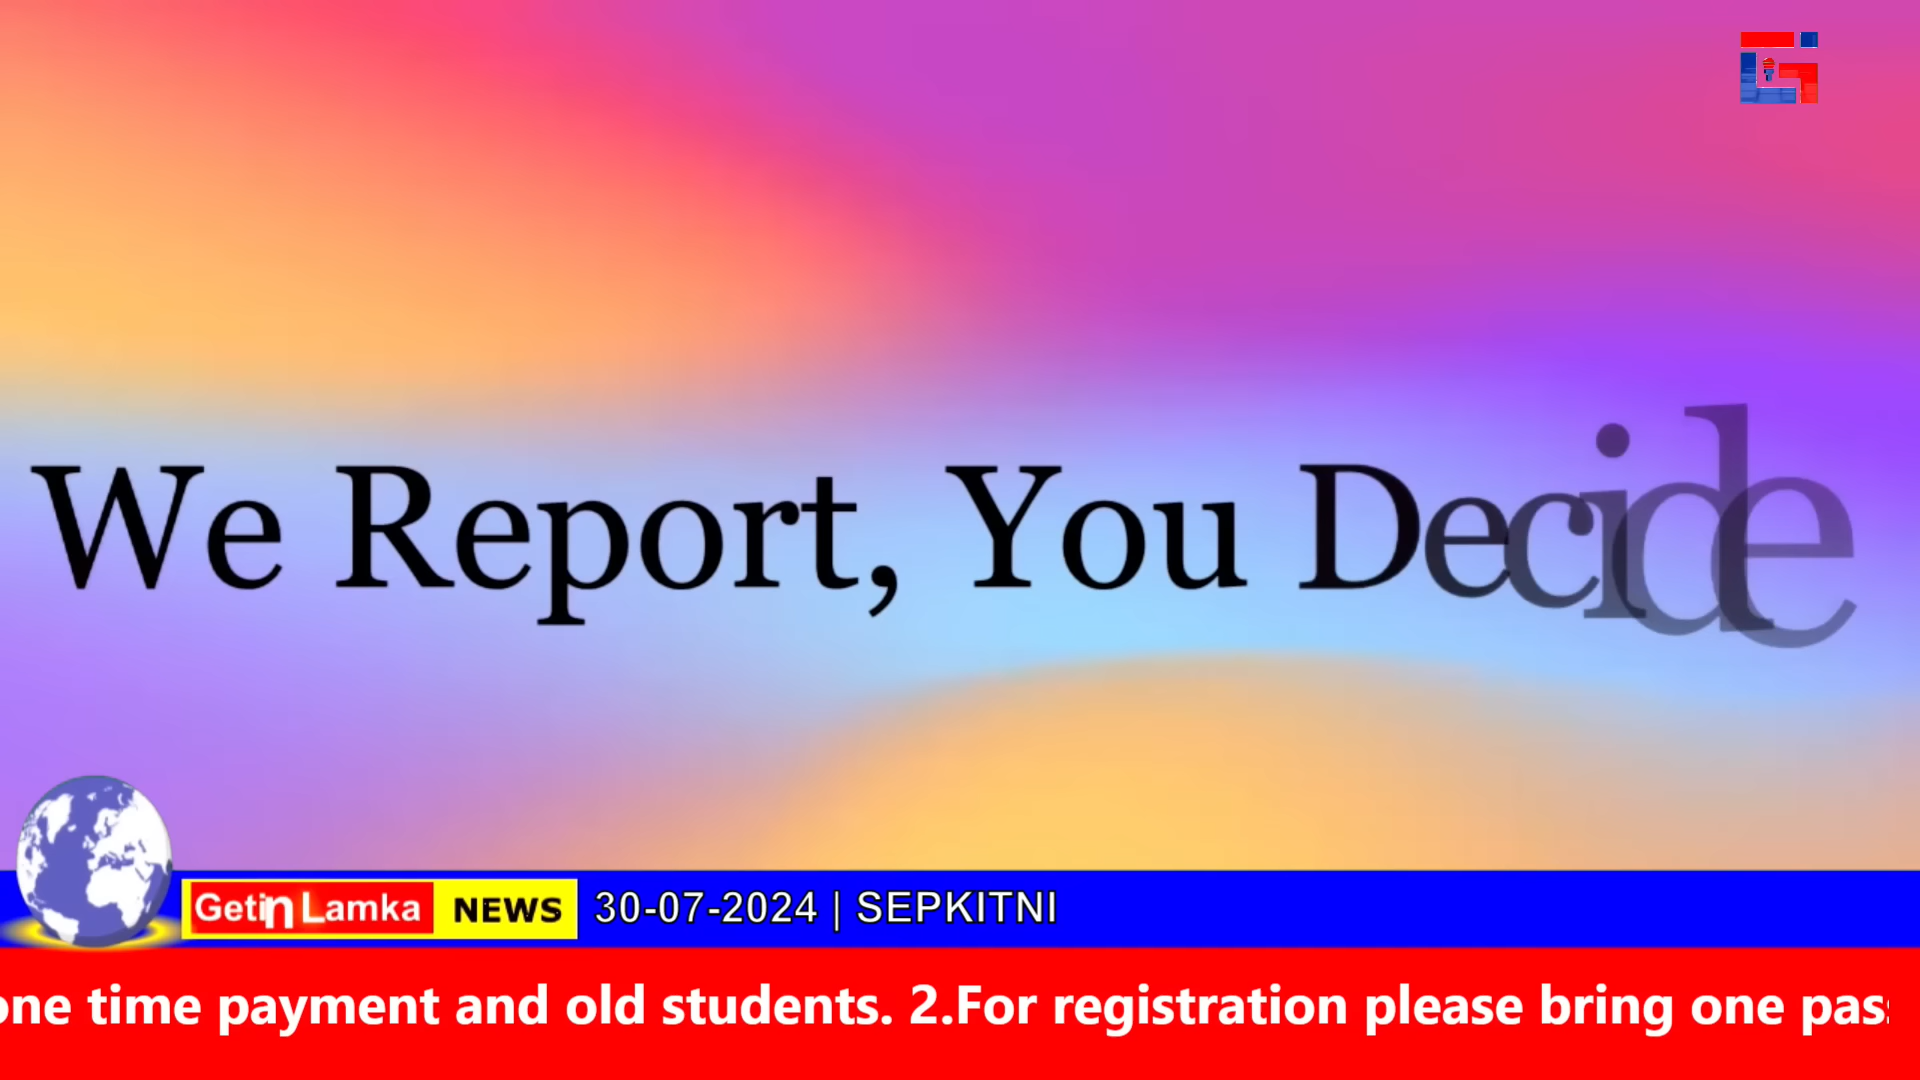 We Report, You Decide
Getin Lamka NEWS 30-07-2024 | SEPKITNI
one time payment and old students. 2.For registration please bring one